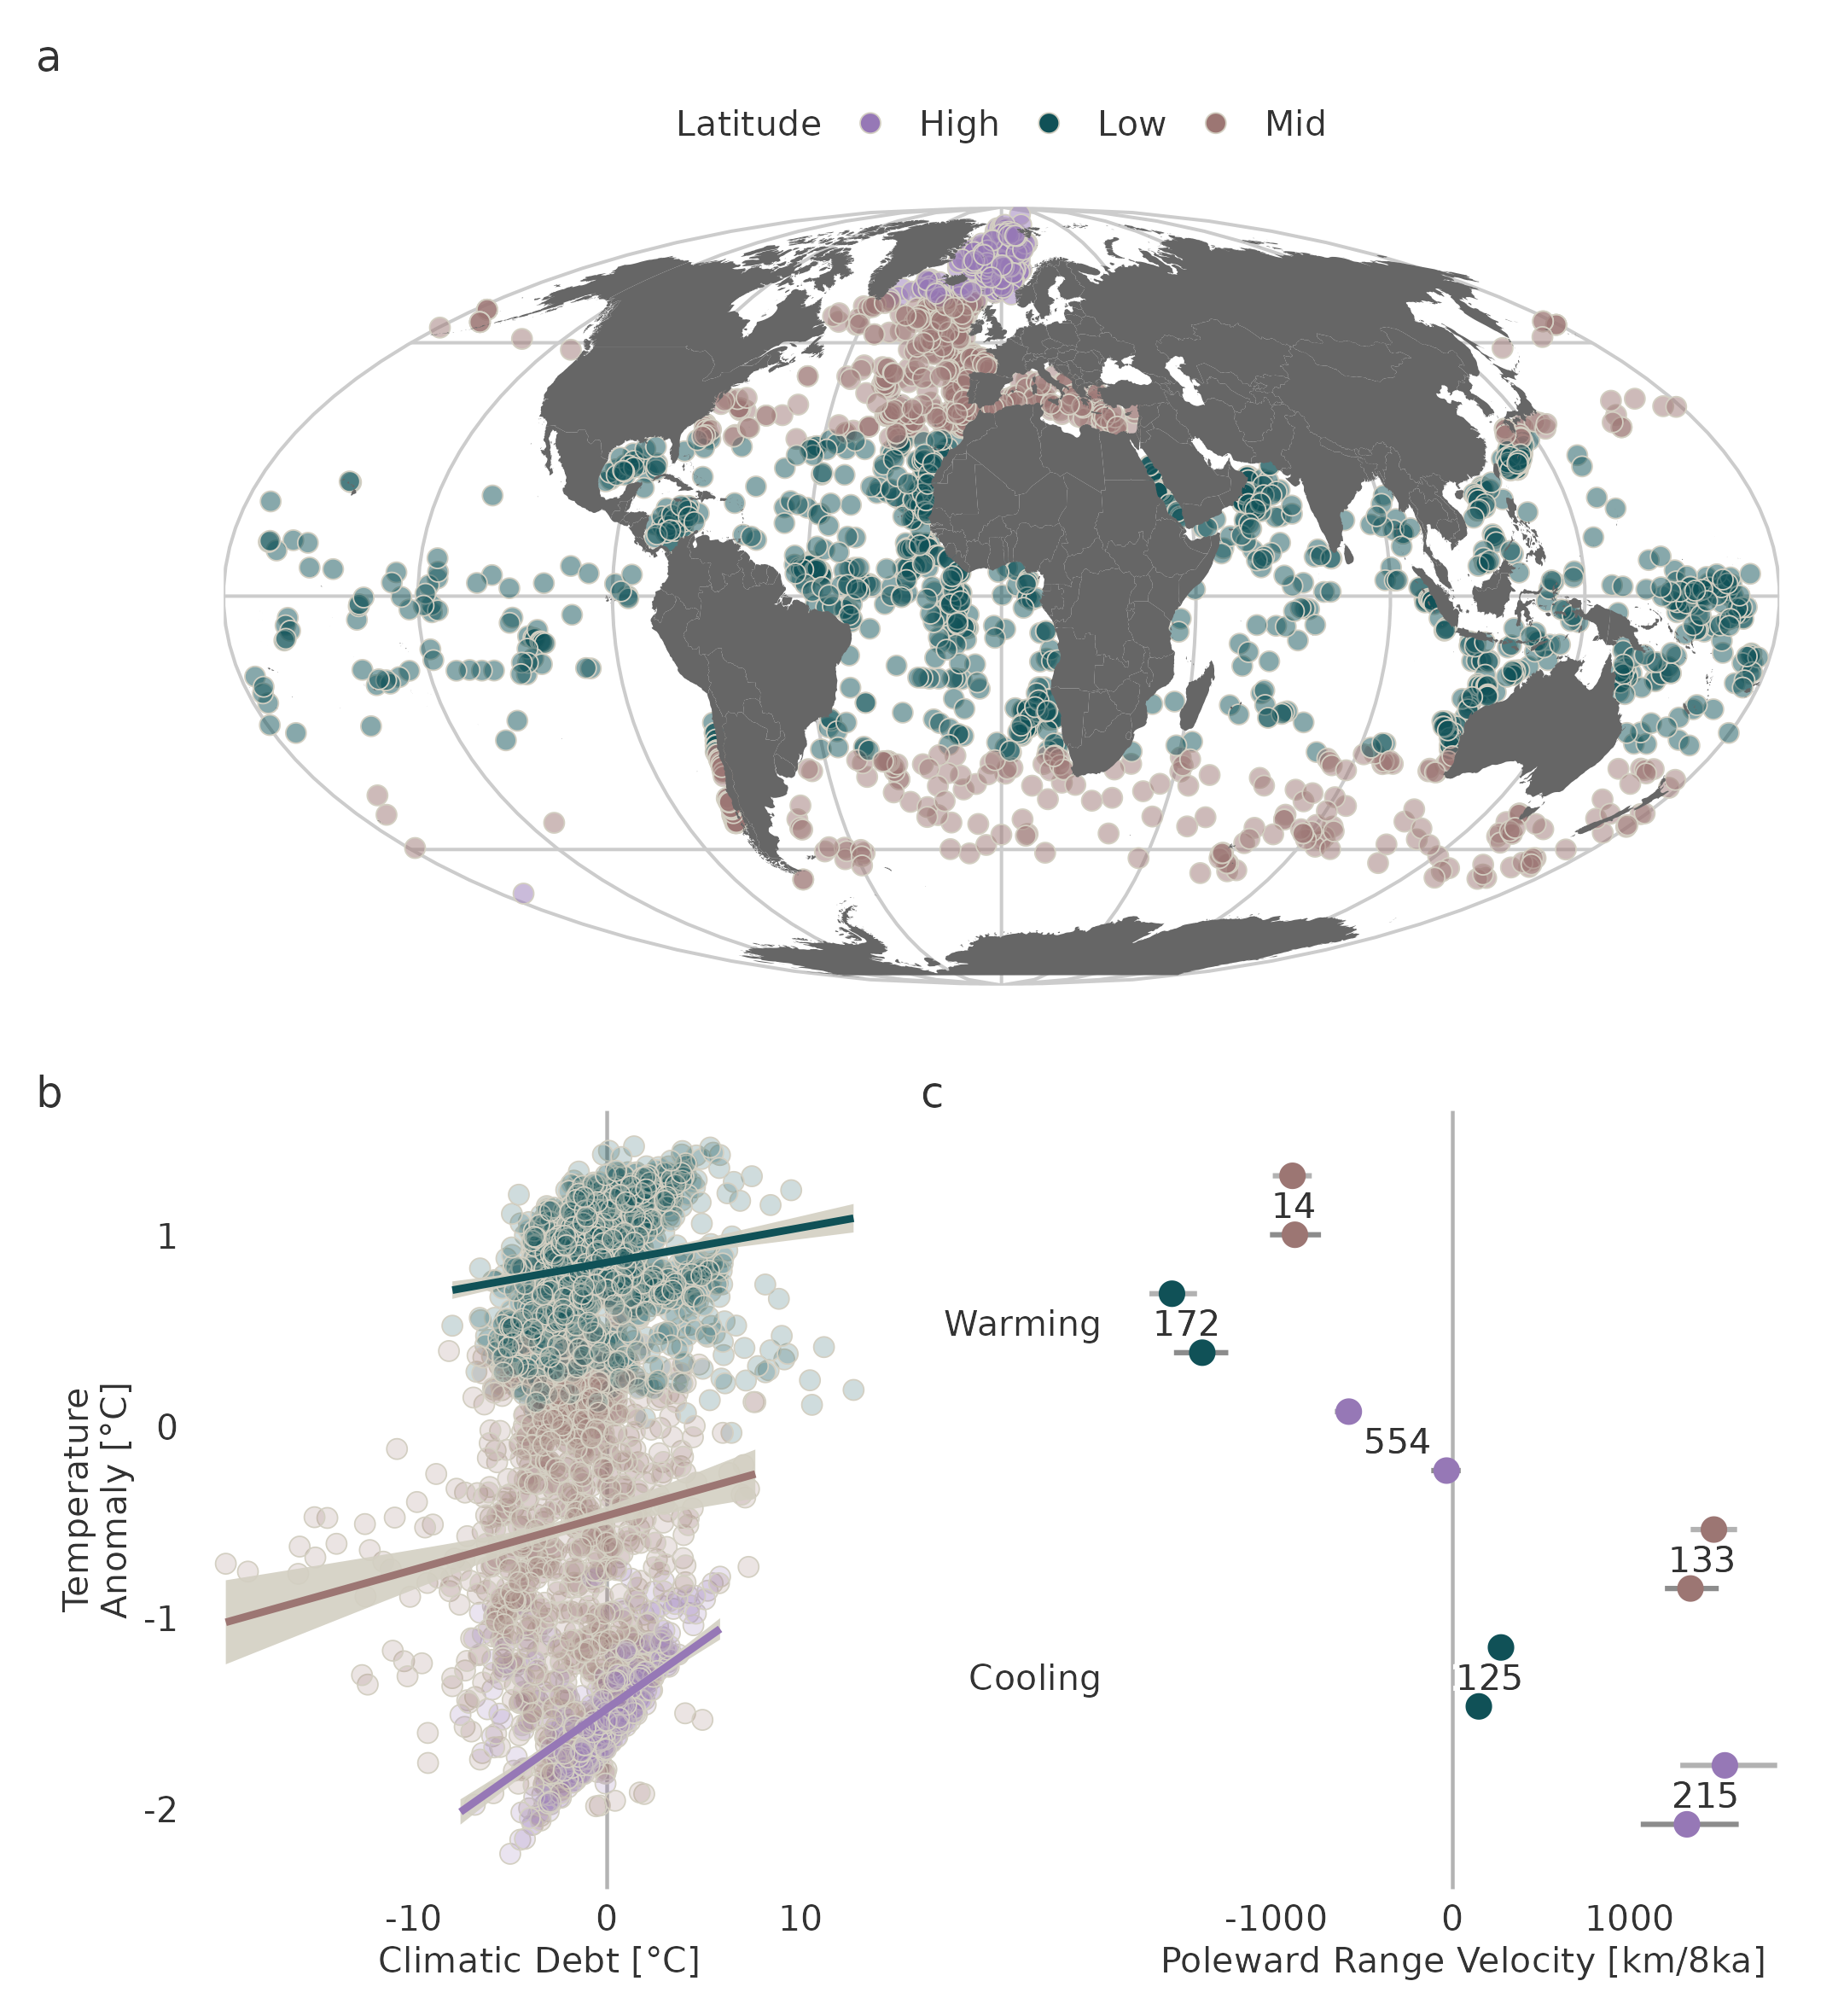 a
Latitude High Low Mid
b
c
1
0
-1
-2
Temperature
Anomaly [°C]
-10 0 10
Climatic Debt [°C]
14
Warming
172
554
133
Cooling
125
215
-1000 0 1000
Poleward Range Velocity [km/8ka]